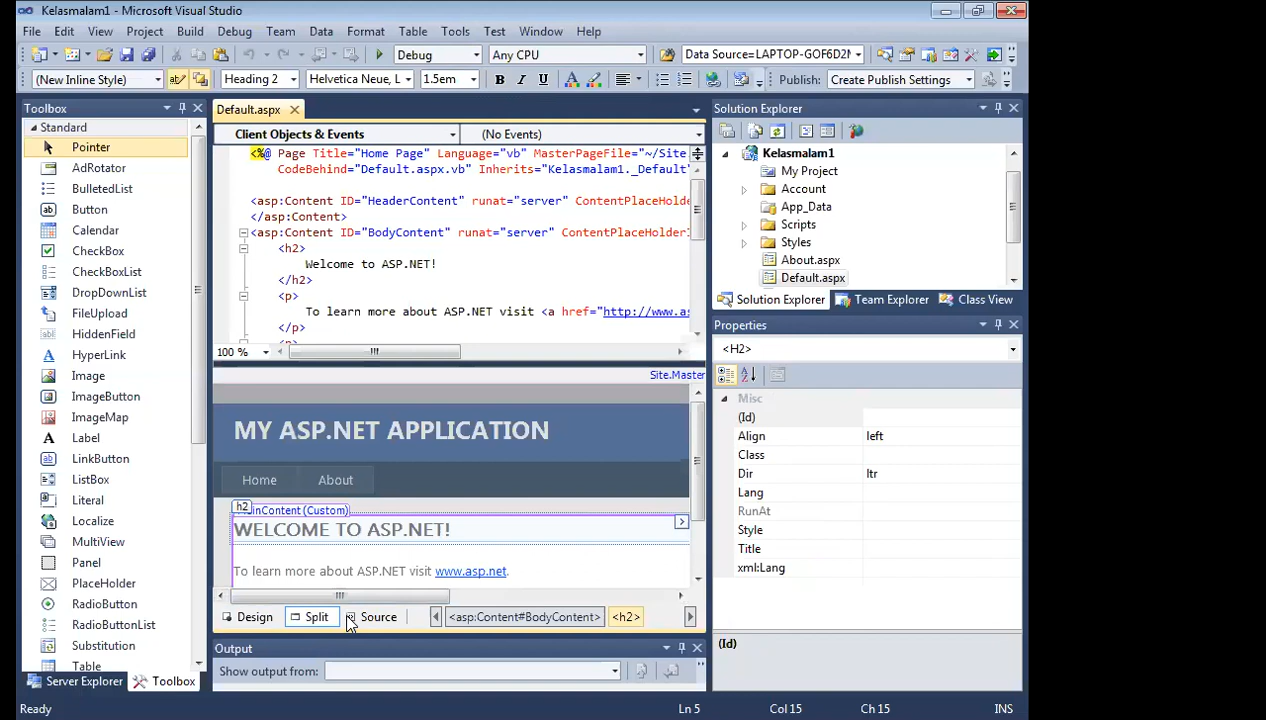 Kelasmalam1 - Microsoft Visual Studio
File Edit View Project Build Debug Team Data Format Table Tools Test Window Help
Debug Any CPU Data Source=LAPTOP-GOF6D2N
(New Inline Style) Heading 2 Helvetica Neue, L 1.5em B I U A Publish: Create Publish Settings
Toolbox
Standard
Pointer
AdRotator
BulletedList
Button
Calendar
CheckBox
CheckBoxList
DropDownList
FileUpload
HiddenField
HyperLink
Image
ImageButton
ImageMap
A Label
LinkButton
ListBox
Literal
Localize
MultiView
Panel
PlaceHolder
RadioButton
RadioButtonList
Substitution
Table
Server Explorer Toolbox
Default.aspx
Client Objects & Events (No Events)
<%@ Page Title="Home Page" Language="vb" MasterPageFile="~/Site
CodeBehind="Default.aspx.vb" Inherits="Kelasmalam1._Default"
<asp:Content ID="HeaderContent" runat="server" ContentPlaceHolde
</asp:Content>
<asp:Content ID="BodyContent" runat="server" ContentPlaceHolderI
<h2>
Welcome to ASP.NET!
</h2>
<p>
To learn more about ASP.NET visit <a href="http://www.as
</p>
100 %
Site.Master
MY ASP.NET APPLICATION
Home About
h2
MainContent (Custom)
WELCOME TO ASP.NET!
To learn more about ASP.NET visit www.asp.net.
Design Split Source <asp:Content#BodyContent> <h2>
Output
Show output from:
Solution Explorer
Kelasmalam1
My Project
Account
App_Data
Scripts
Styles
About.aspx
Default.aspx
Solution Explorer Team Explorer Class View
Properties
<H2>
Misc
(Id)
Align left
Class
Dir ltr
Lang
RunAt
Style
Title
xml:Lang
(Id)
Ready Ln 5 Col 15 Ch 15 INS